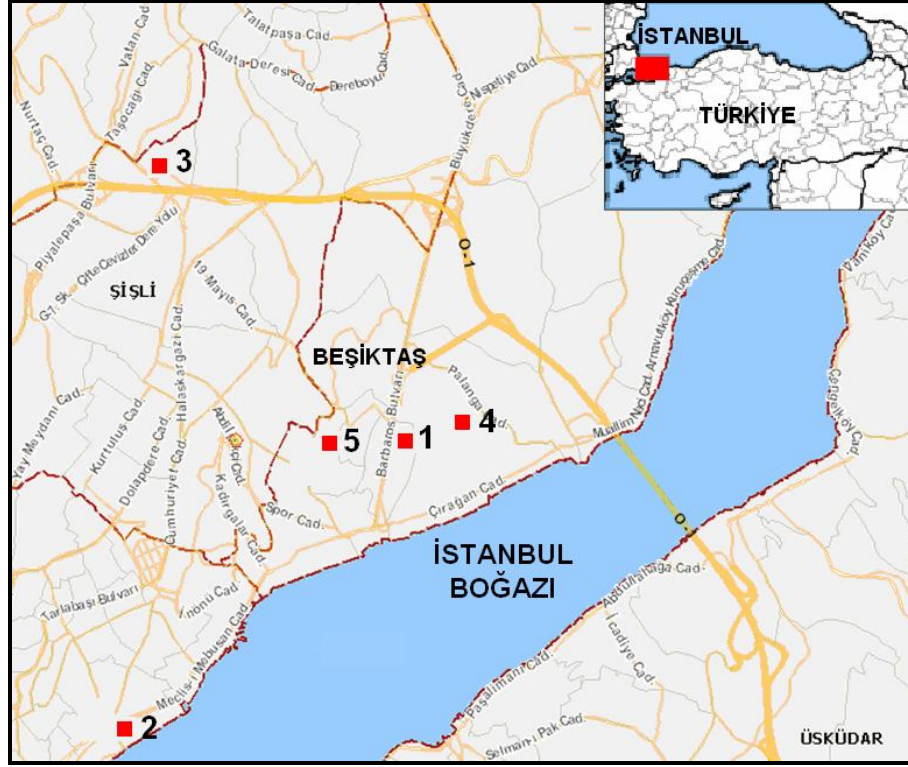 Talatpaşa Cad.
Vatan Cad.
Taşocağı Cad.
Galata Deresi Cad.
Dereboyu Cad.
Nispetiye Cad.
Büyükdere Cad.
Nurtaç Cad.
Piyalepaşa Bulvarı
3
İSTANBUL
TÜRKİYE
O-1
Vaniköy Cad.
19 Mayıs Cad.
ŞİŞLİ
Halaskargazi Cad.
BEŞİKTAŞ
Palanga Cad.
Muallim Naci Cad.
Arnavutköy Kuruçeşme Cad.
Çengelköy Cad.
Kurtuluş Cad.
Dolapdere Cad.
Cumhuriyet Cad.
Kadırgalar Cad.
Barbaros Bulvarı
5
1
4
Spor Cad.
Çırağan Cad.
O-1
İSTANBUL
BOĞAZI
Tarlabaşı Bulvarı
İnönü Cad.
Meclis-i Mebusan Cad.
Abdullahağa Cad.
İcadiye Cad.
Paşalimanı Cad.
Selman-ı Pak Cad.
2
ÜSKÜDAR